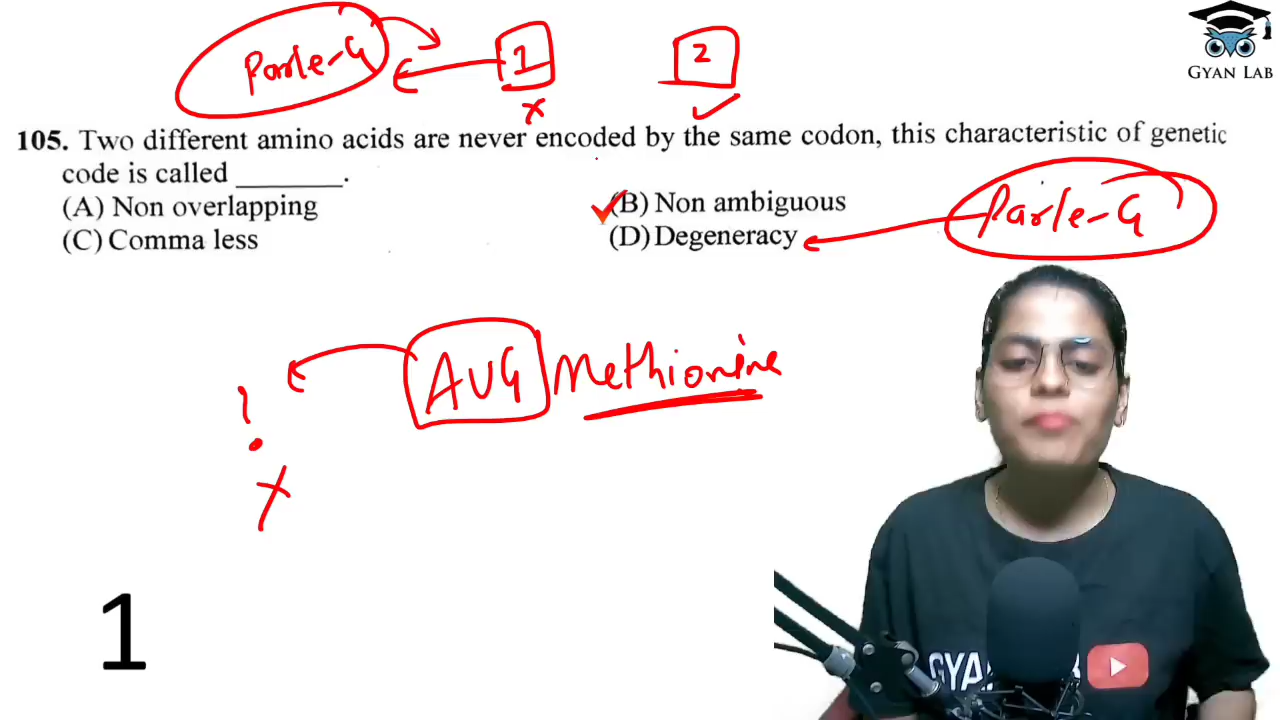 Parle-G
1
2
GYAN LAB
105. Two different amino acids are never encoded by the same codon, this characteristic of genetic
code is called ________.
(A) Non overlapping
(B) Non ambiguous
(C) Comma less
(D) Degeneracy
Parle-G
AUG Methionine
!
1
GYAN